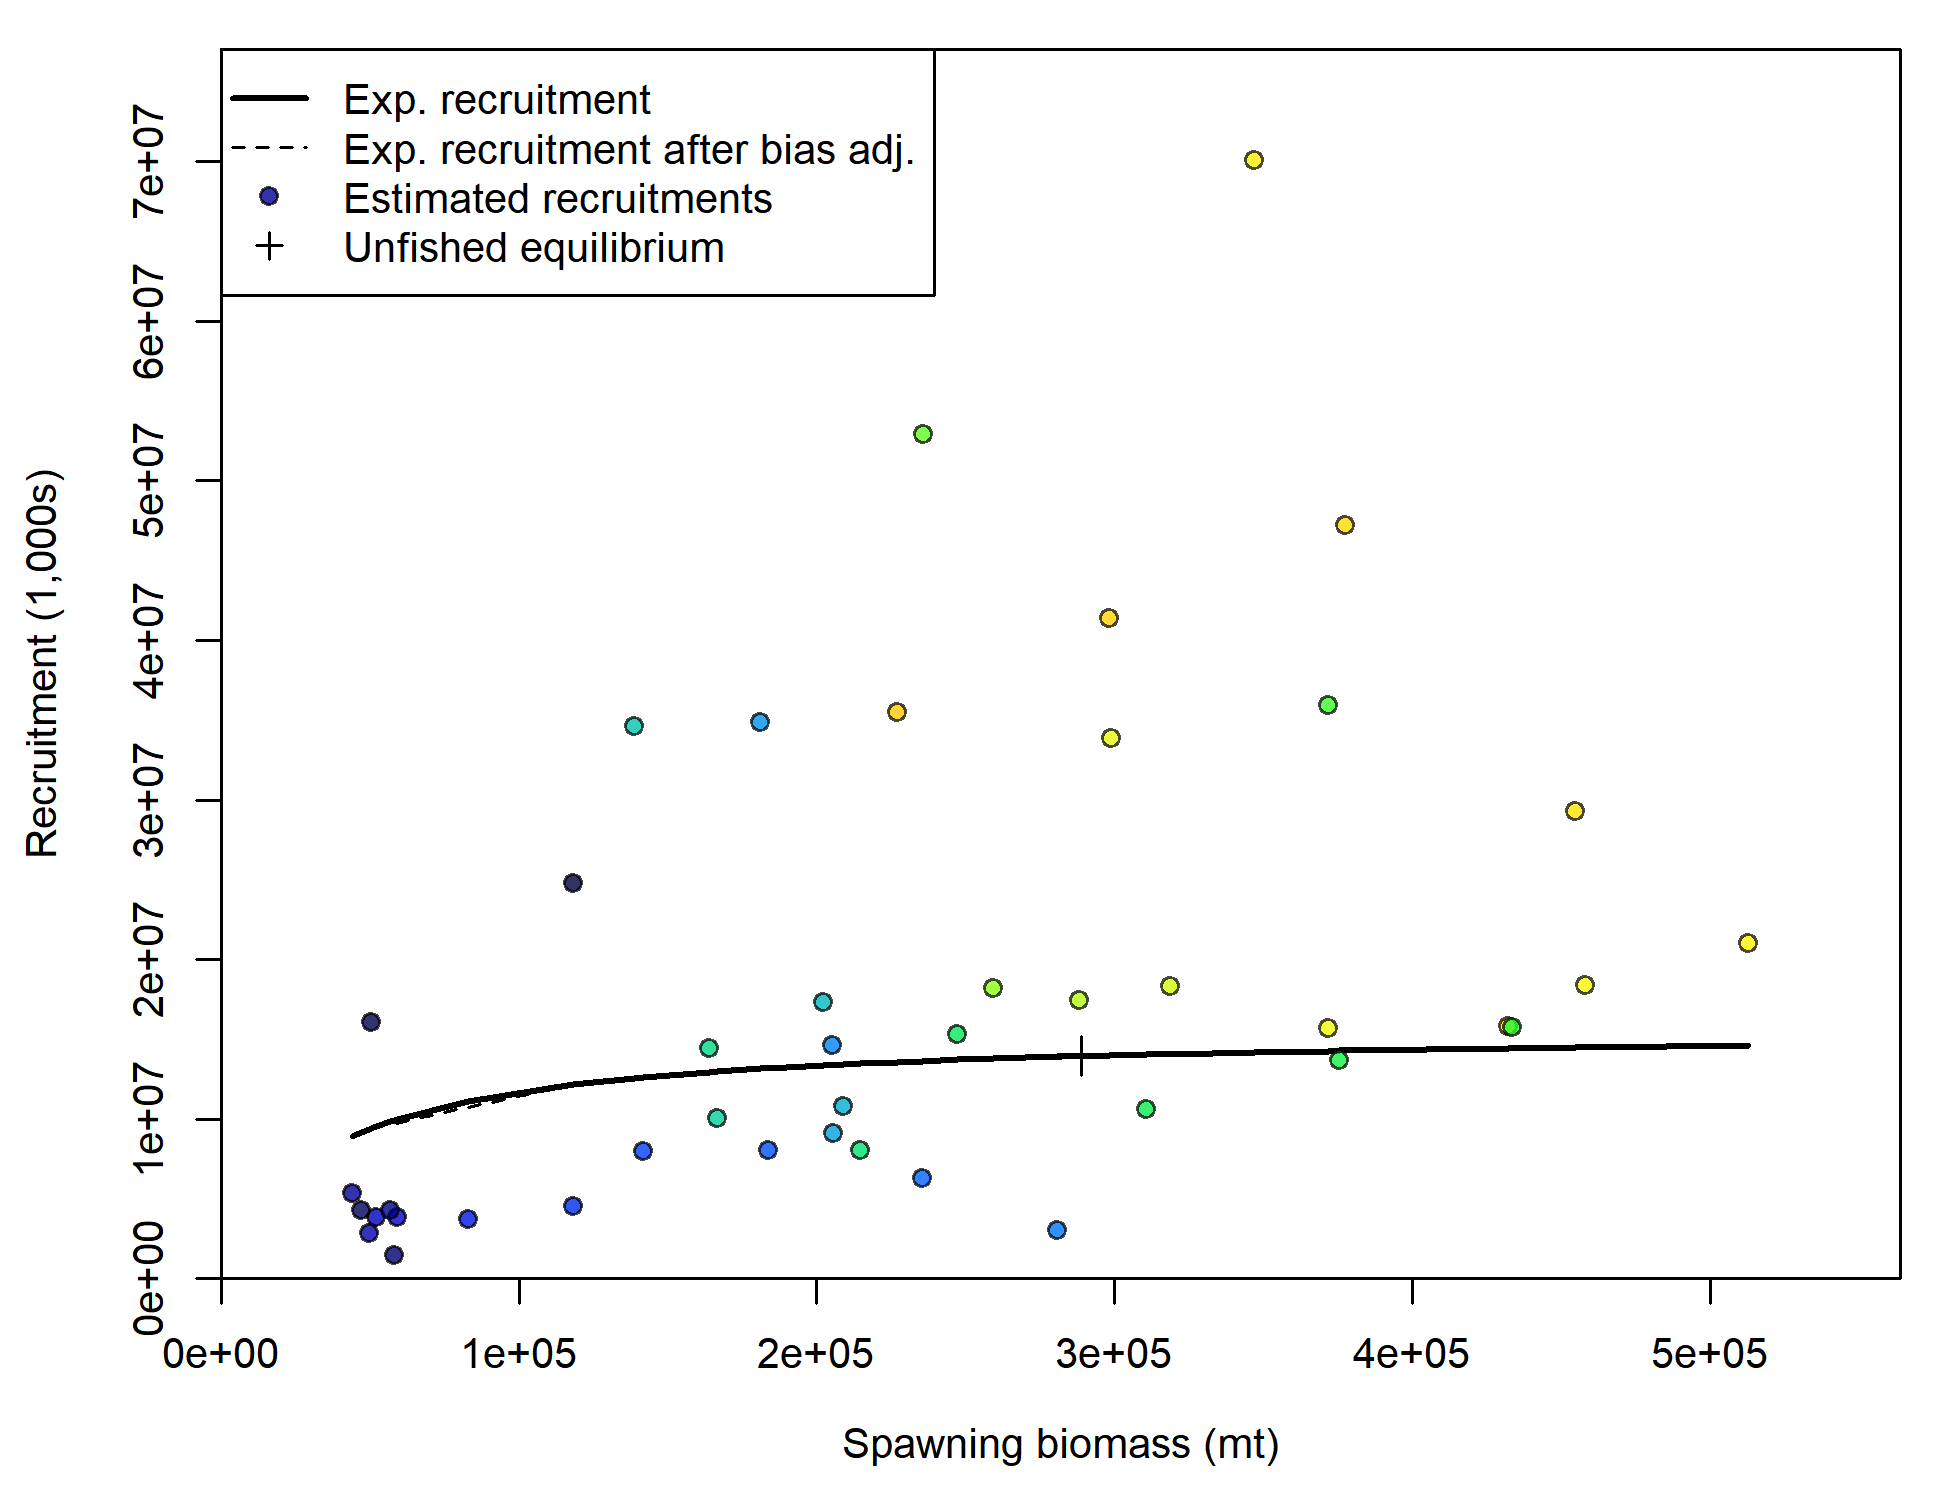 Exp. recruitment
Exp. recruitment after bias adj.
Estimated recruitments
Unfished equilibrium
Recruitment (1,000s)
7e+07
6e+07
5e+07
4e+07
3e+07
2e+07
1e+07
0e+00
0e+00 1e+05 2e+05 3e+05 4e+05 5e+05
Spawning biomass (mt)